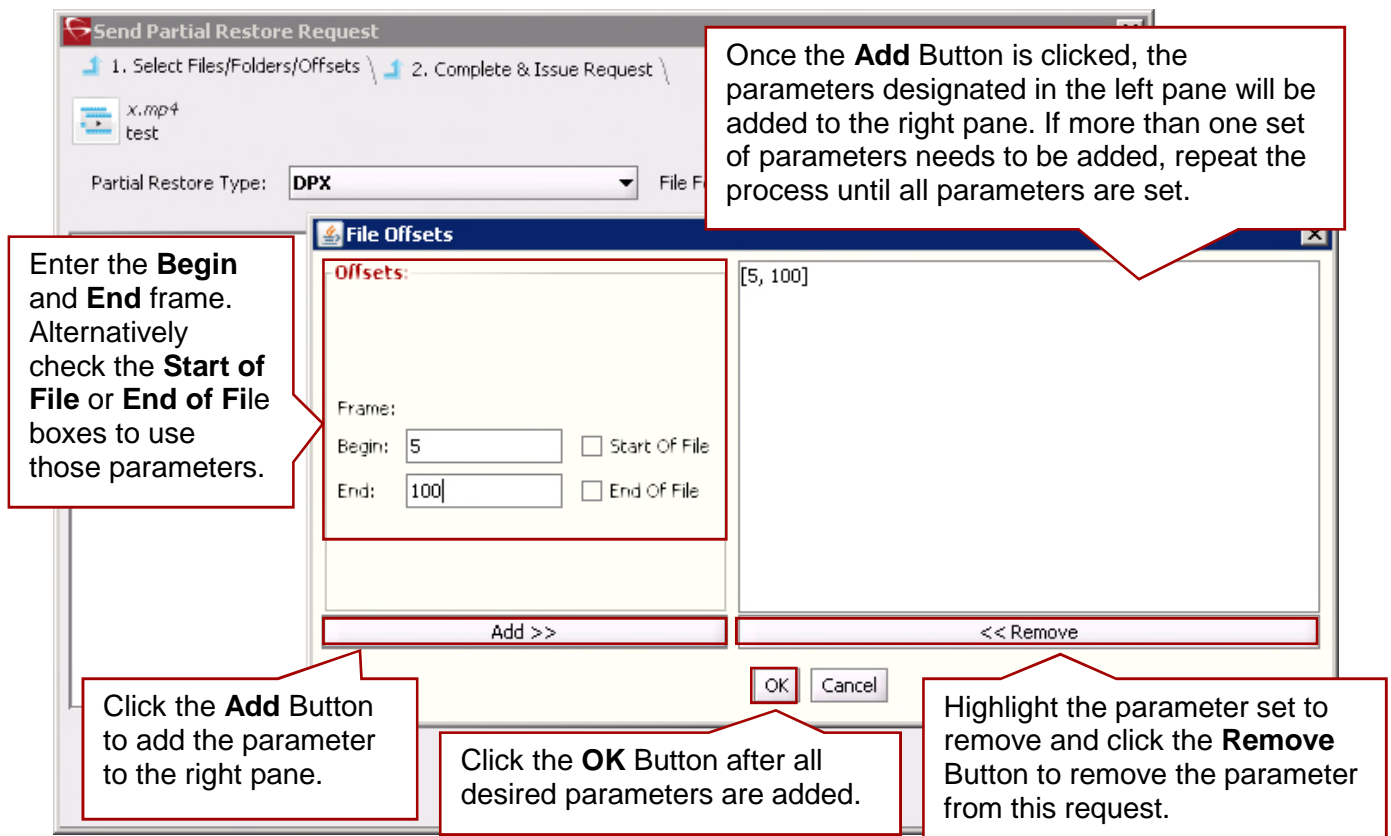 Send Partial Restore Request
1. Select Files/Folders/Offsets \ 2. Complete & Issue Request \
x.mp4
test
Partial Restore Type: DPX
File Fo
Once the Add Button is clicked, the
parameters designated in the left pane will be
added to the right pane. If more than one set
of parameters needs to be added, repeat the
process until all parameters are set.
File Offsets
Enter the Begin
and End frame.
Alternatively
check the Start of
File or End of File
boxes to use
those parameters.
Offsets:
Frame:
Begin: 5 Start Of File
End: 100 End Of File
[5, 100]
Add >>
<< Remove
OK Cancel
Click the Add Button
to add the parameter
to the right pane.
Click the OK Button after all
desired parameters are added.
Highlight the parameter set to
remove and click the Remove
Button to remove the parameter
from this request.